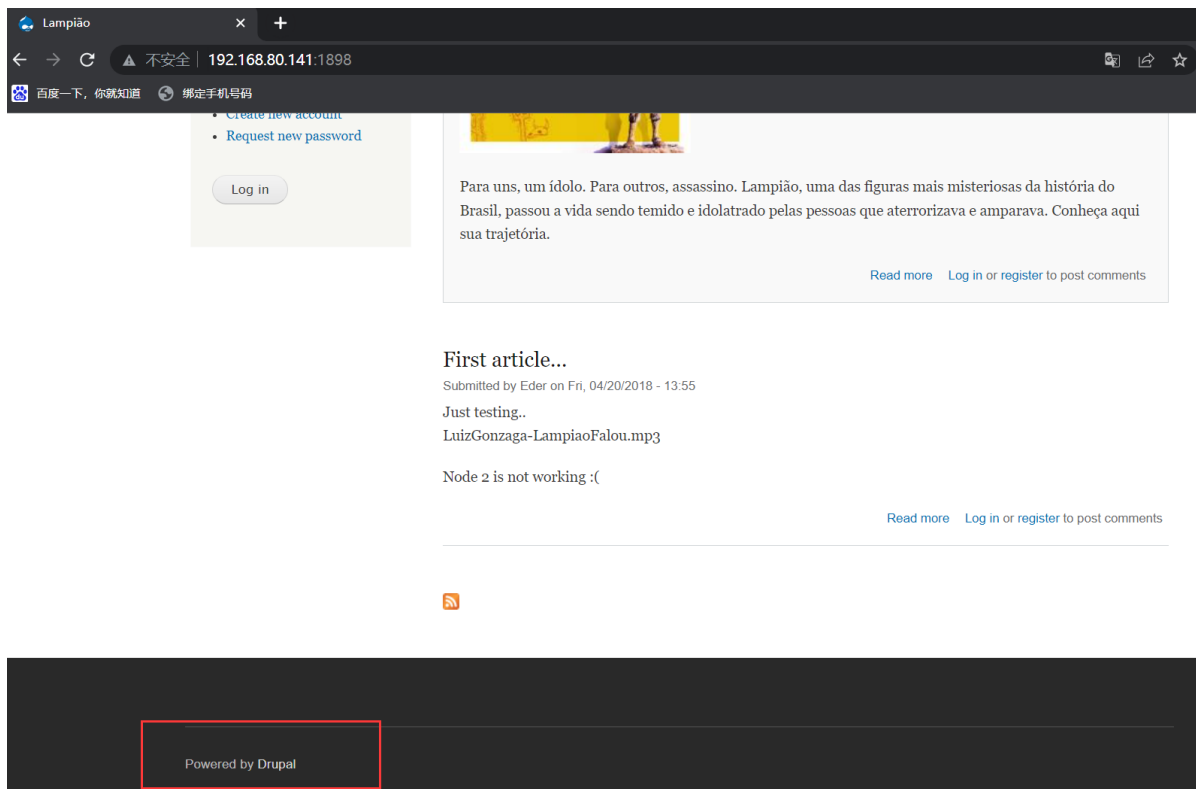 Lampião
不安全 192.168.80.141:1898
百度一下，你就知道 绑定手机号码
Create new account
Request new password
Log in
Para uns, um ídolo. Para outros, assassino. Lampião, uma das figuras mais misteriosas da história do
Brasil, passou a vida sendo temido e idolatrado pelas pessoas que aterrorizava e amparava. Conheça aqui
sua trajetória.
Read more Log in or register to post comments
First article...
Submitted by Eder on Fri, 04/20/2018 - 13:55
Just testing..
LuizGonzaga-LampiaoFalou.mp3
Node 2 is not working :(
Read more Log in or register to post comments
Powered by Drupal